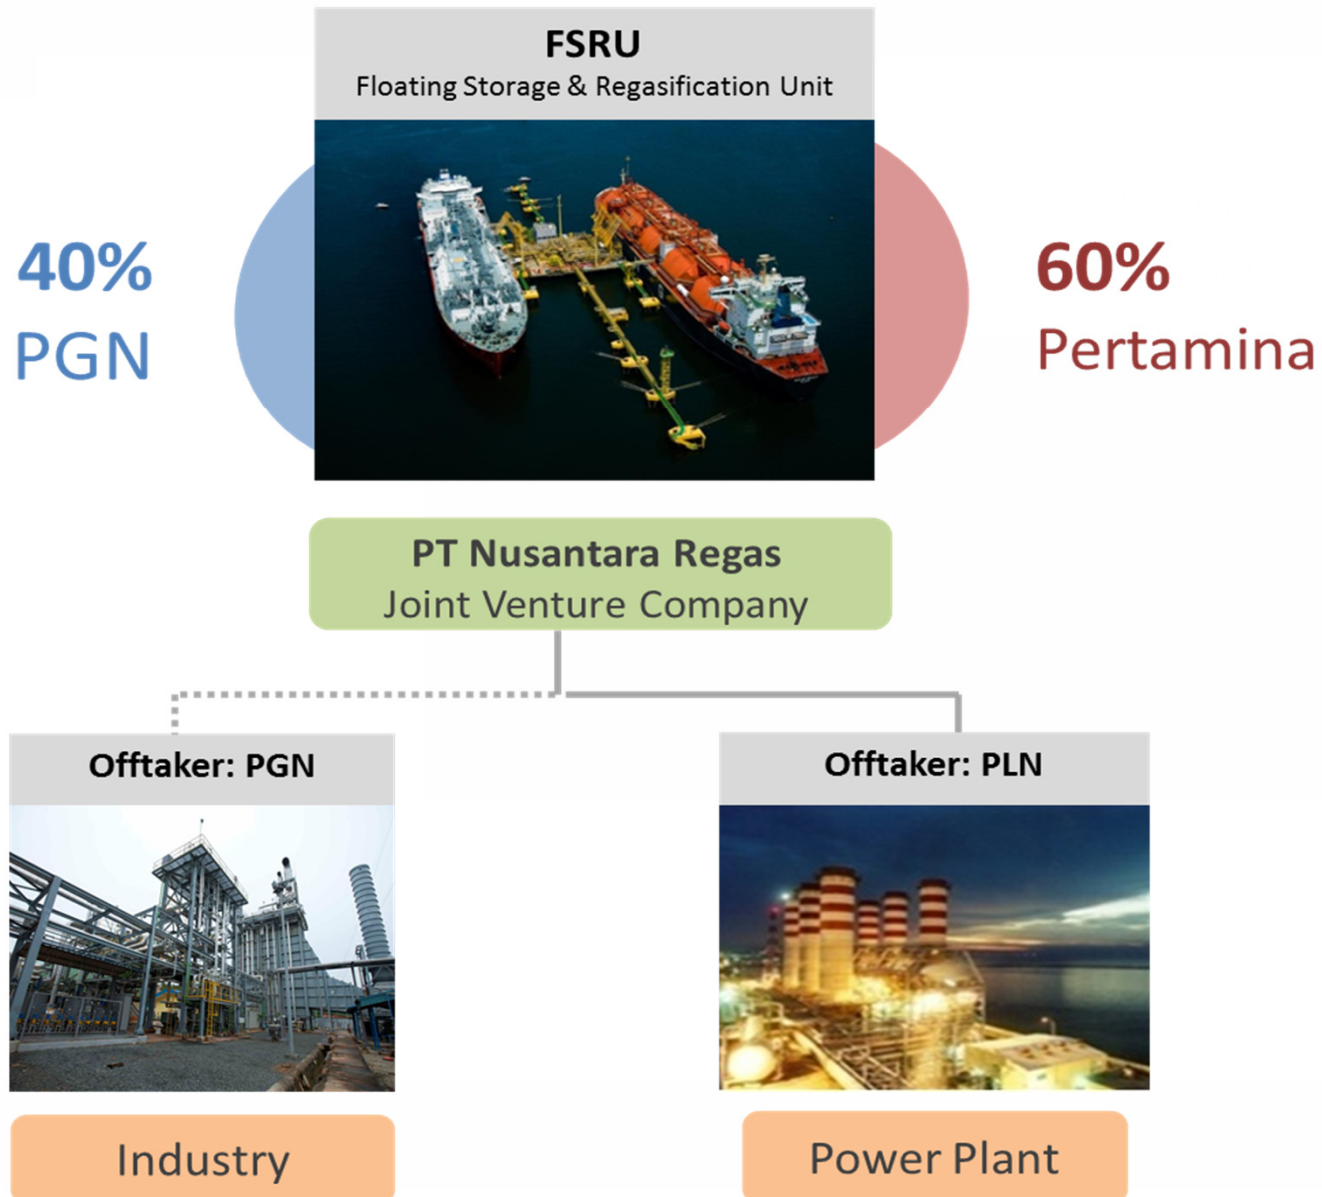 FSRU
Floating Storage & Regasification Unit
40%
PGN
60%
Pertamina
PT Nusantara Regas
Joint Venture Company
Offtaker: PGN
Offtaker: PLN
Industry
Power Plant